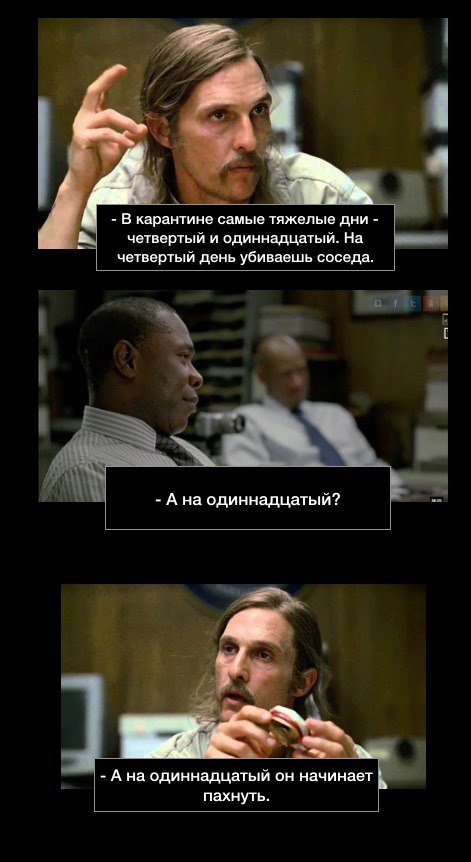 - В карантине самые тяжелые дни -
четвертый и одиннадцатый. На
четвертый день убиваешь соседа.
- А на одиннадцатый?
- А на одиннадцатый он начинает
пахнуть.